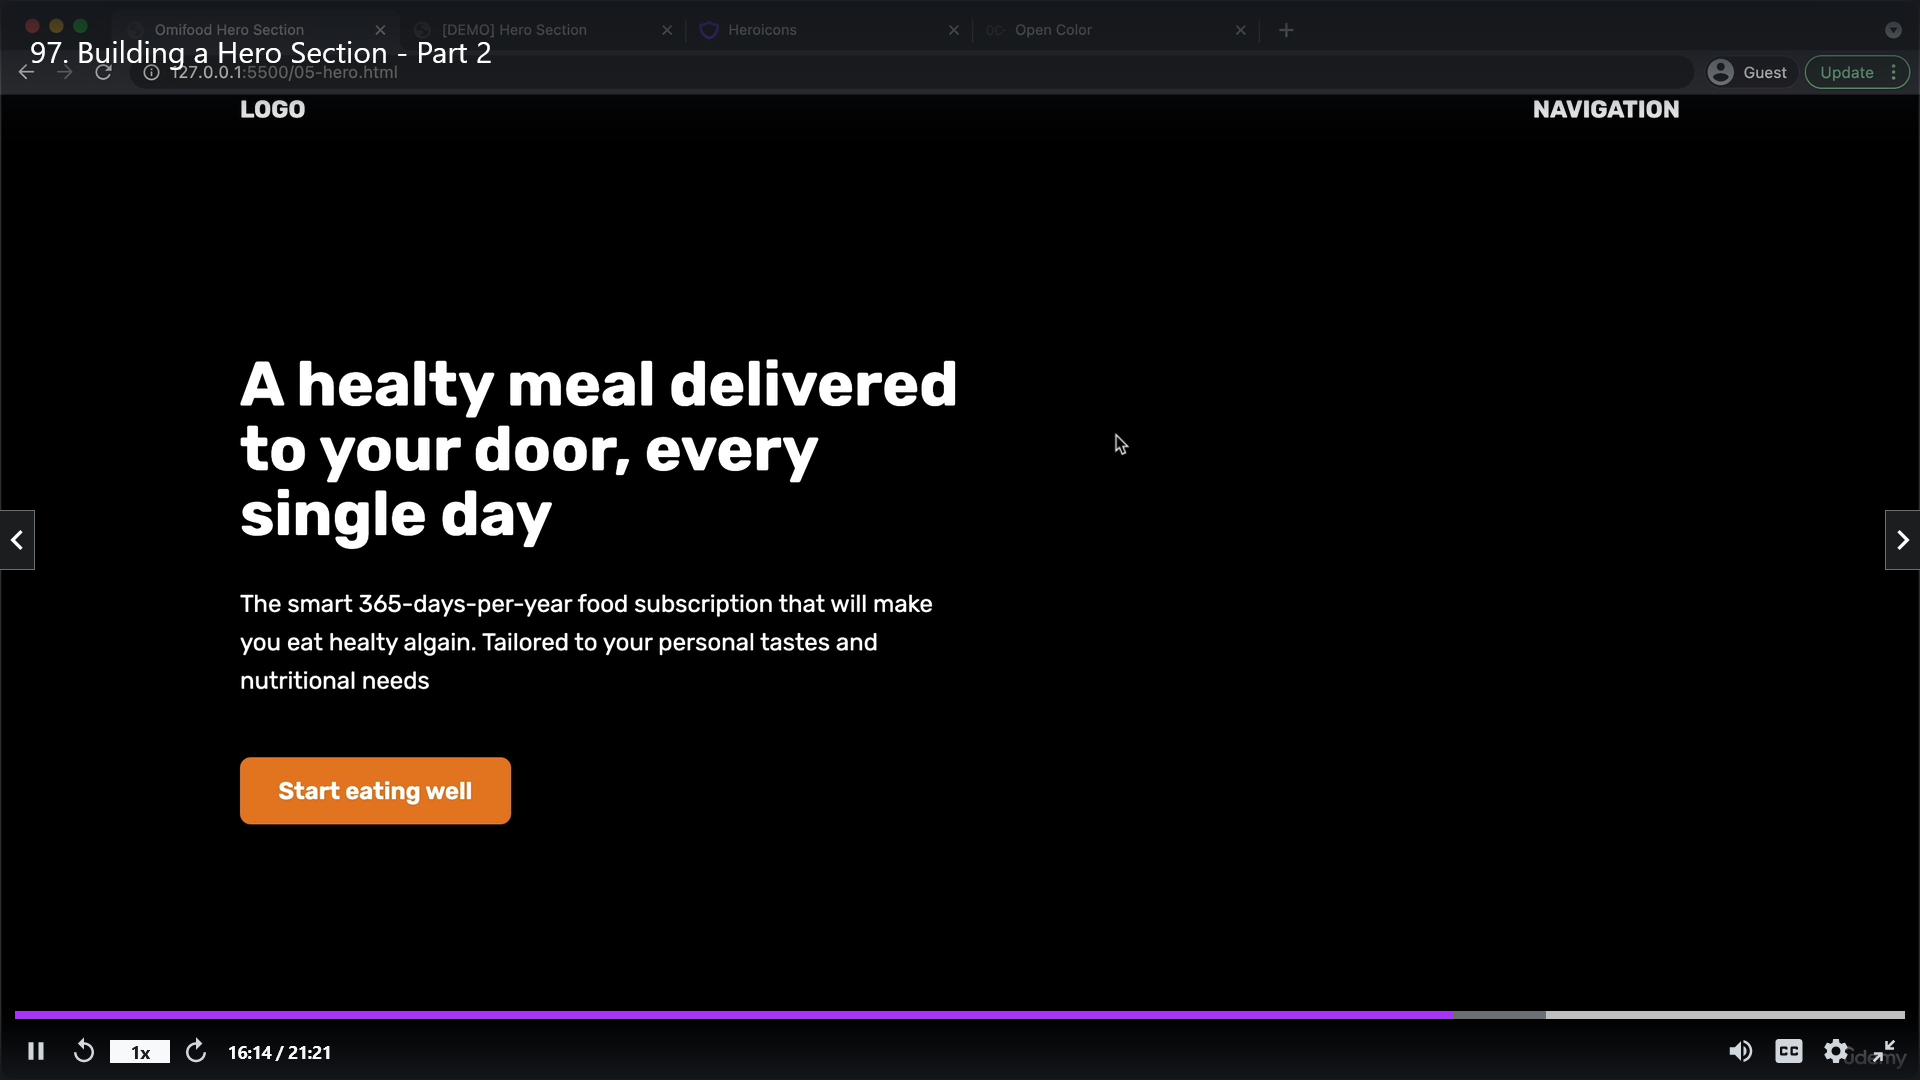 Omifood Hero Section
[DEMO] Hero Section
Heroicons
Open Color
97. Building a Hero Section - Part 2
127.0.0.1:5500/05-hero.html
Guest
Update
LOGO
NAVIGATION
A healty meal delivered
to your door, every
single day
The smart 365-days-per-year food subscription that will make
you eat healty algain. Tailored to your personal tastes and
nutritional needs
Start eating well
1x
16:14 / 21:21
CC
udemy